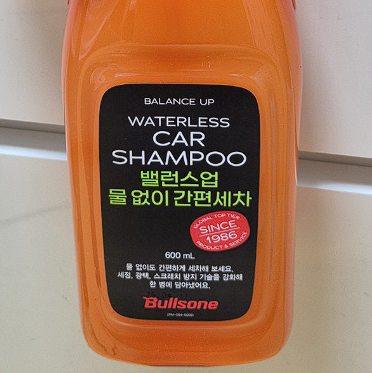 BALANCE UP
WATERLESS
CAR
SHAMPOO
밸런스업
물 없이 간편세차
GLOBAL TOP TIER
SINCE
1986
PRODUCT & SERVICE
600 mL
물 없이도 간편하게 세차해 보세요.
세정, 광택, 스크래치 방지 기술을 강화해
한 병에 담아냈어요.
Bullsone